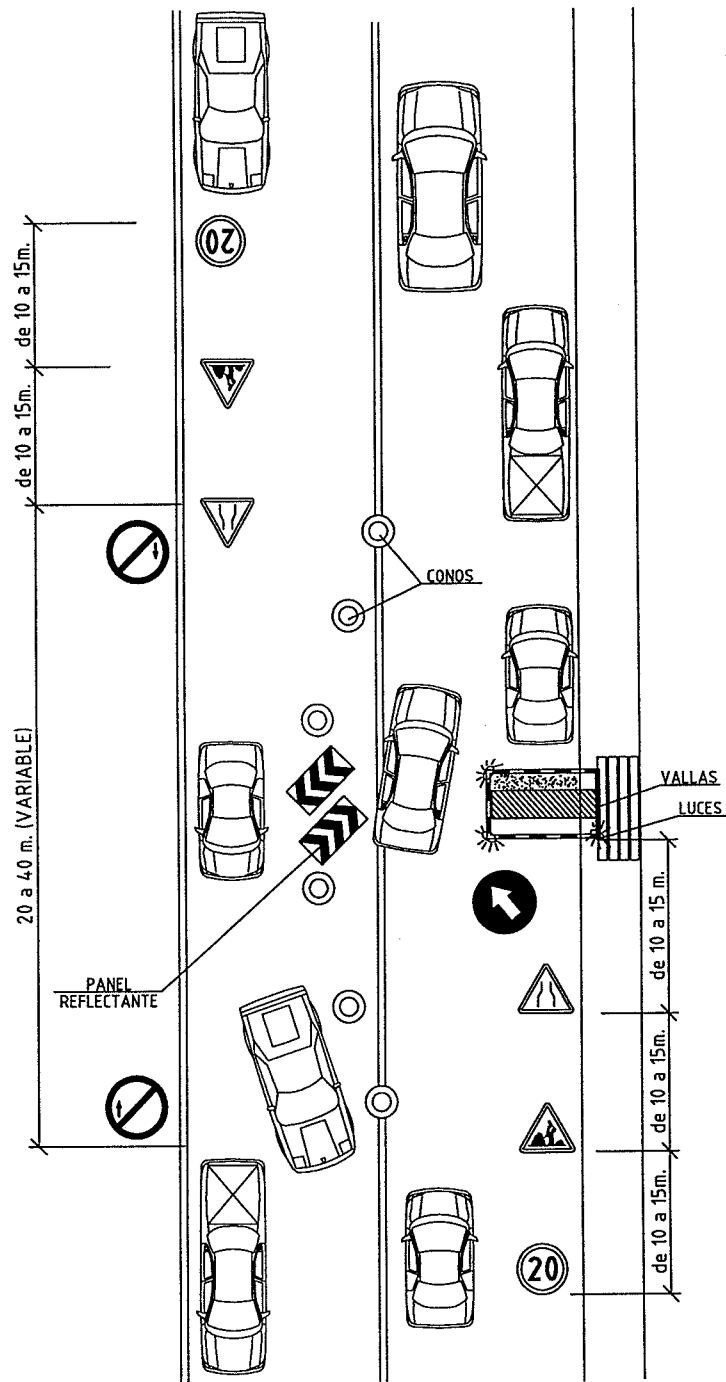 20
de 10 a 15m.
de 10 a 15m.
CONOS
20 a 40 m. (VARIABLE)
VALLAS
LUCES
PANEL
REFLECTANTE
de 10 a 15 m.
de 10 a 15m.
de 10 a 15m.
20